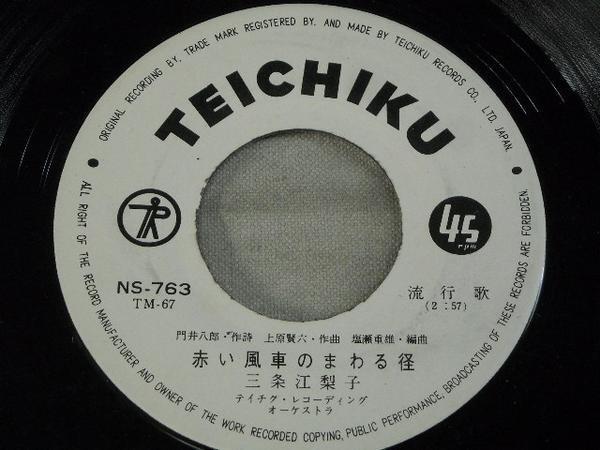 ORIGINAL RECORDING BY, TRADE MARK REGISTERED BY, AND MADE BY TEICHIKU RECORDS CO., LTD. JAPAN.
TEICHIKU
TR
45
rpm
NS-763
TM-67
流行歌
(2:57)
門井八郎・作詩 上原賢六・作曲 塩瀬重雄・編曲
赤い風車のまわる径
三条江梨子
テイチク・レコーディング
オーケストラ
ALL RIGHT OF THE RECORD MANUFACTURER AND OWNER OF THE WORK RECORDED COPYING, PUBLIC PERFORMANCE, BROADCASTING OF THESE RECORDS ARE FORBIDDEN.